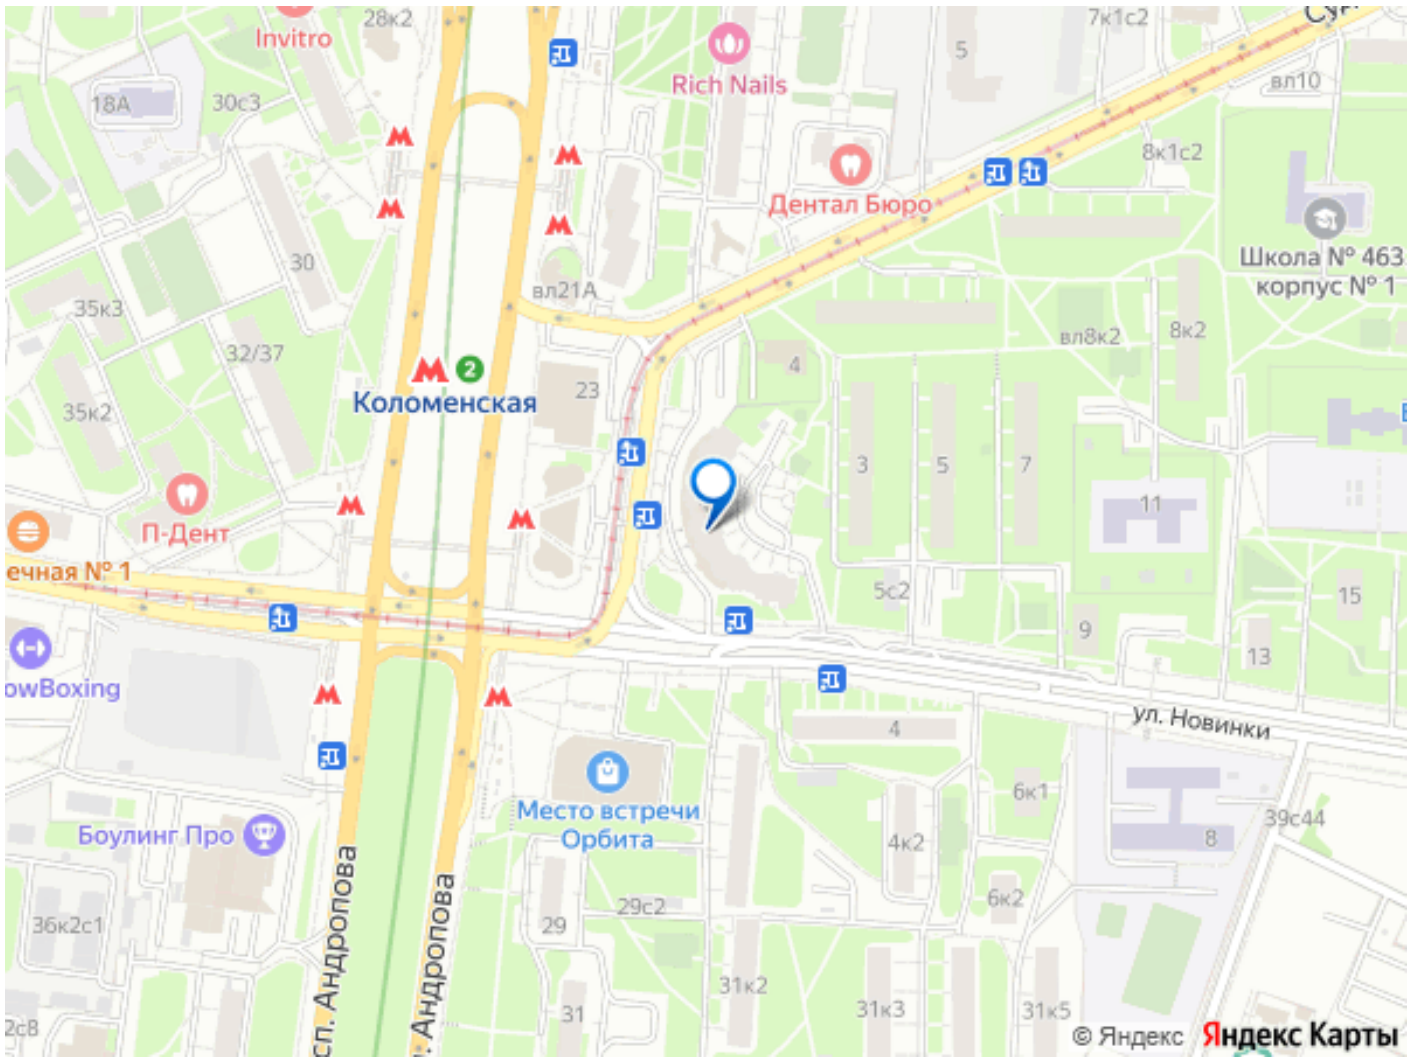 28к2
7к1с2
Invitro
5
Rich Nails
вл10
18А
30с3
8к1с2
Дентал Бюро
Школа № 463
корпус № 1
30
вл21А
35к3
32/37
вл8к2
8к2
4
2
Коломенская
23
35к2
3
5
7
11
П-Дент
ечная № 1
5с2
15
9
13
owBoxing
ул. Новинки
4
6к1
Место встречи
Орбита
39с44
Боулинг Про
4к2
8
просп. Андропова
6к2
29с2
36к2с1
29
. Андропова
31к2
31к3
31к5
31
2с8
© Яндекс
Яндекс Карты